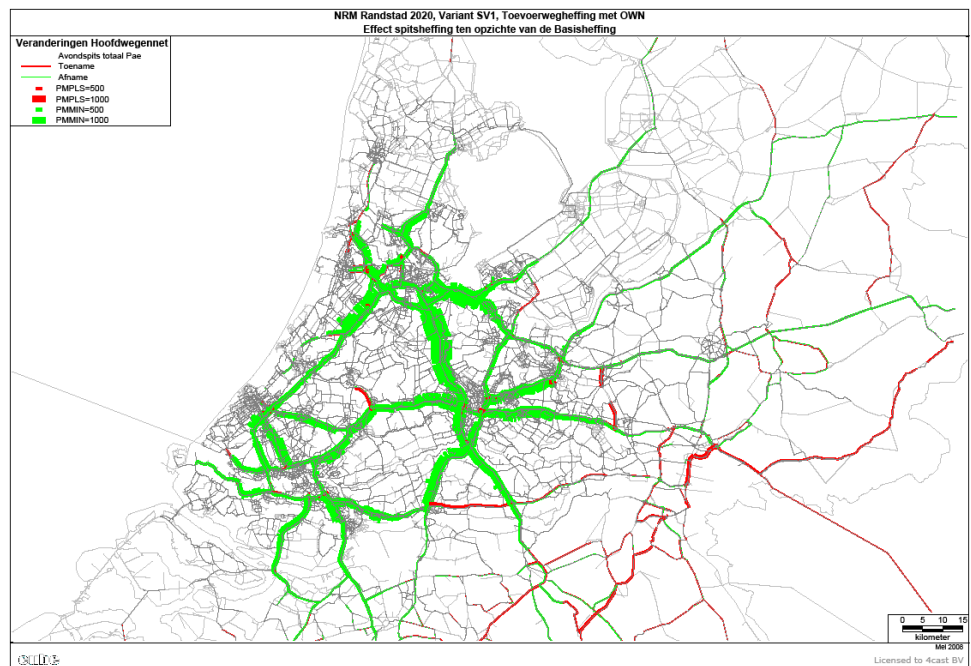 NRM Randstad 2020, Variant SV1, Toevoerwegheffing met OWN
Effect spitsheffing ten opzichte van de Basisheffing
Veranderingen Hoofdwegennet
Avondspits totaal Pae
Toename
Afname
PMPLS=500
PMPLS=1000
PMMIN=500
PMMIN=1000
0 5 10 15
kilometer
Mei 2008
cube
Licensed to 4cast BV